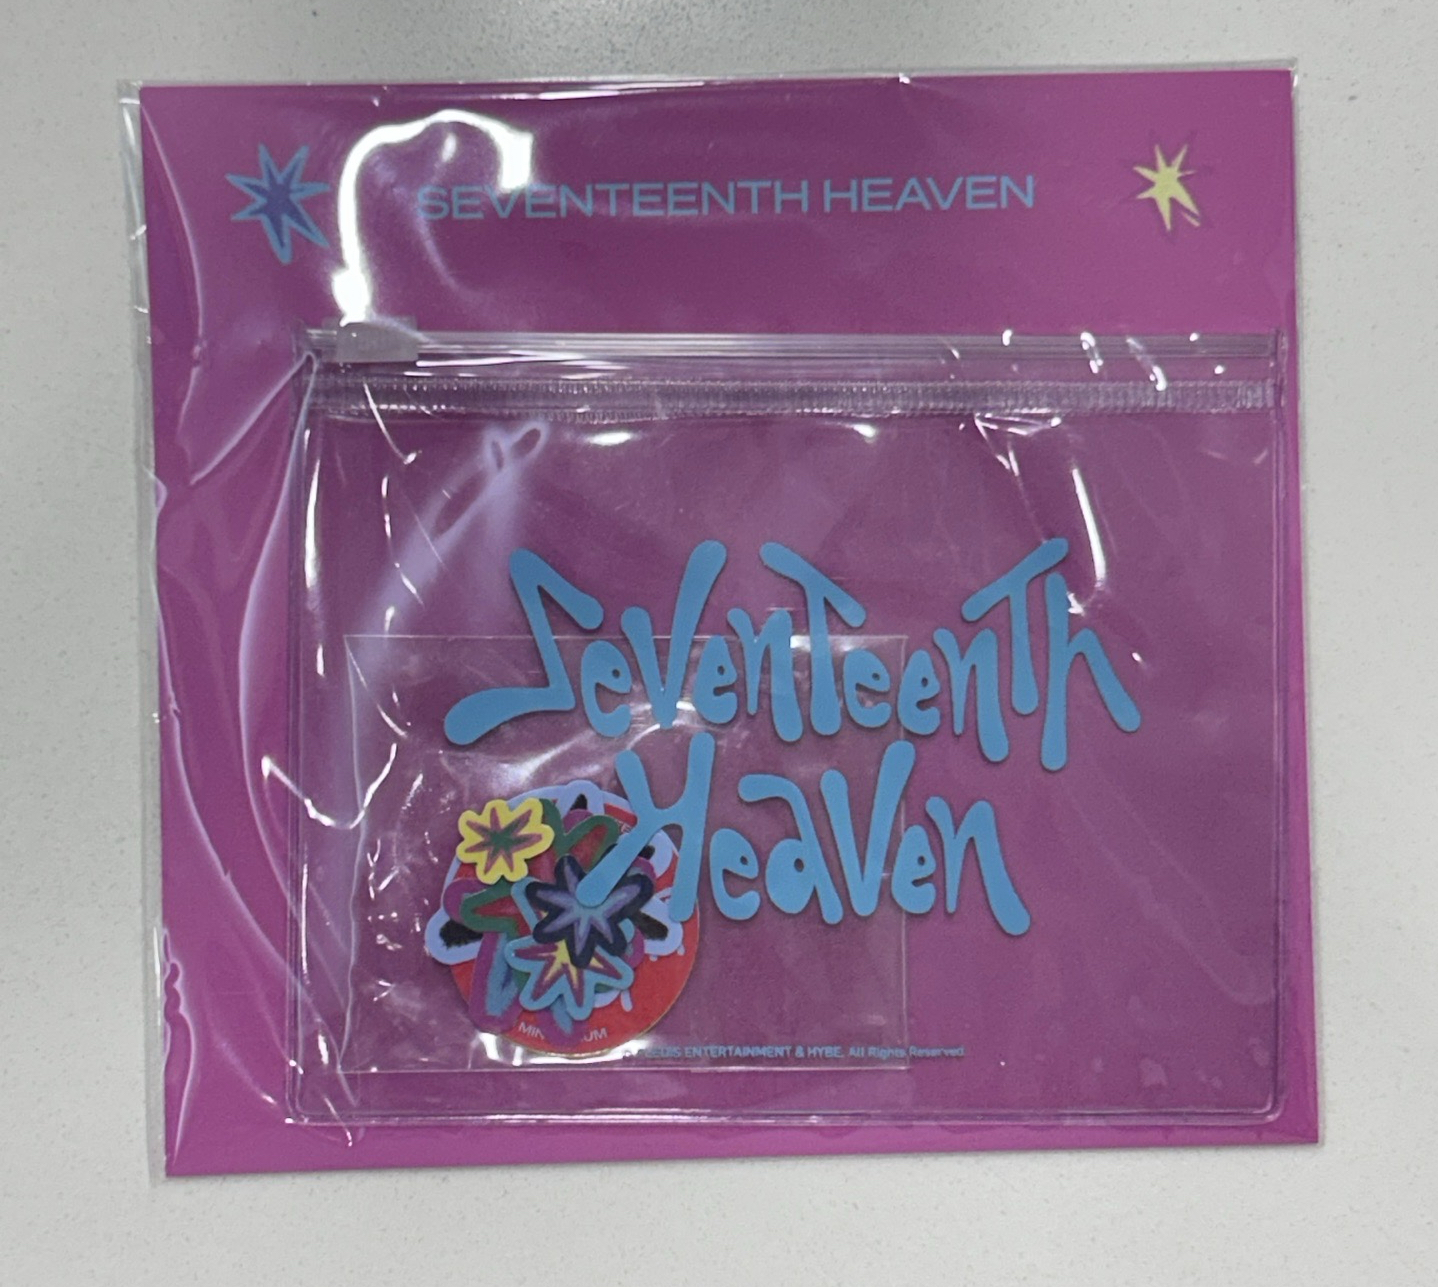 SEVENTEENTH HEAVEN
SevenTeenTh
Heaven
ENTERTAINMENT & HYBE. All Rights Reserved.